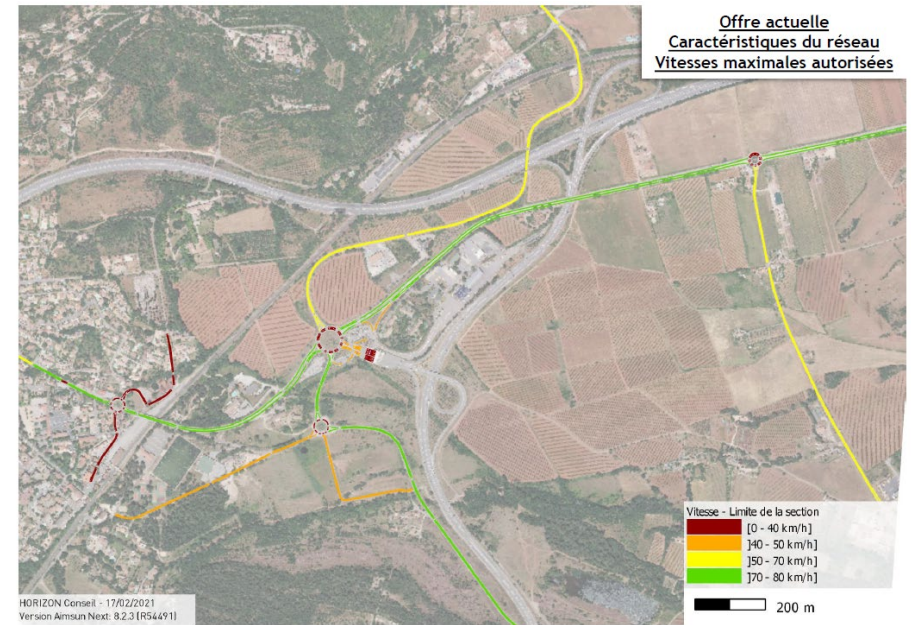 Offre actuelle
Caractéristiques du réseau
Vitesses maximales autorisées
Vitesse - Limite de la section
[0 - 40 km/h]
]40 - 50 km/h]
]50 - 70 km/h]
]70 - 80 km/h]
200 m
HORIZON Conseil - 17/02/2021
Version Aimsun Next: 8.2.3 (R54491)